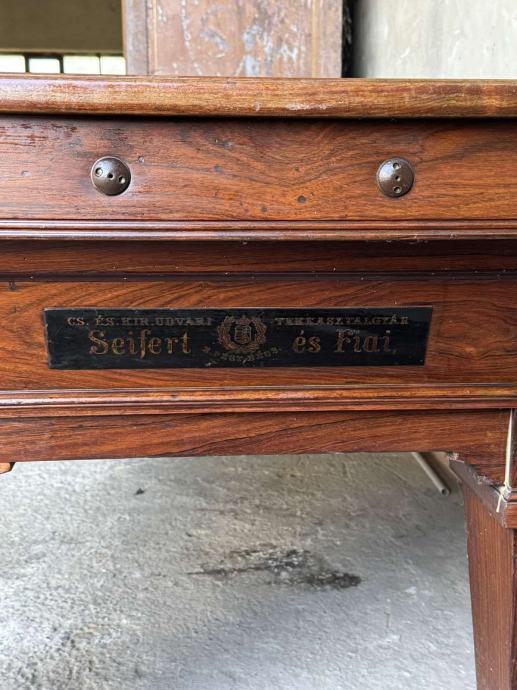 CS. ÉS KIR. UDVARI TEKEASZTALGYÁR
Seifert és Fiai,